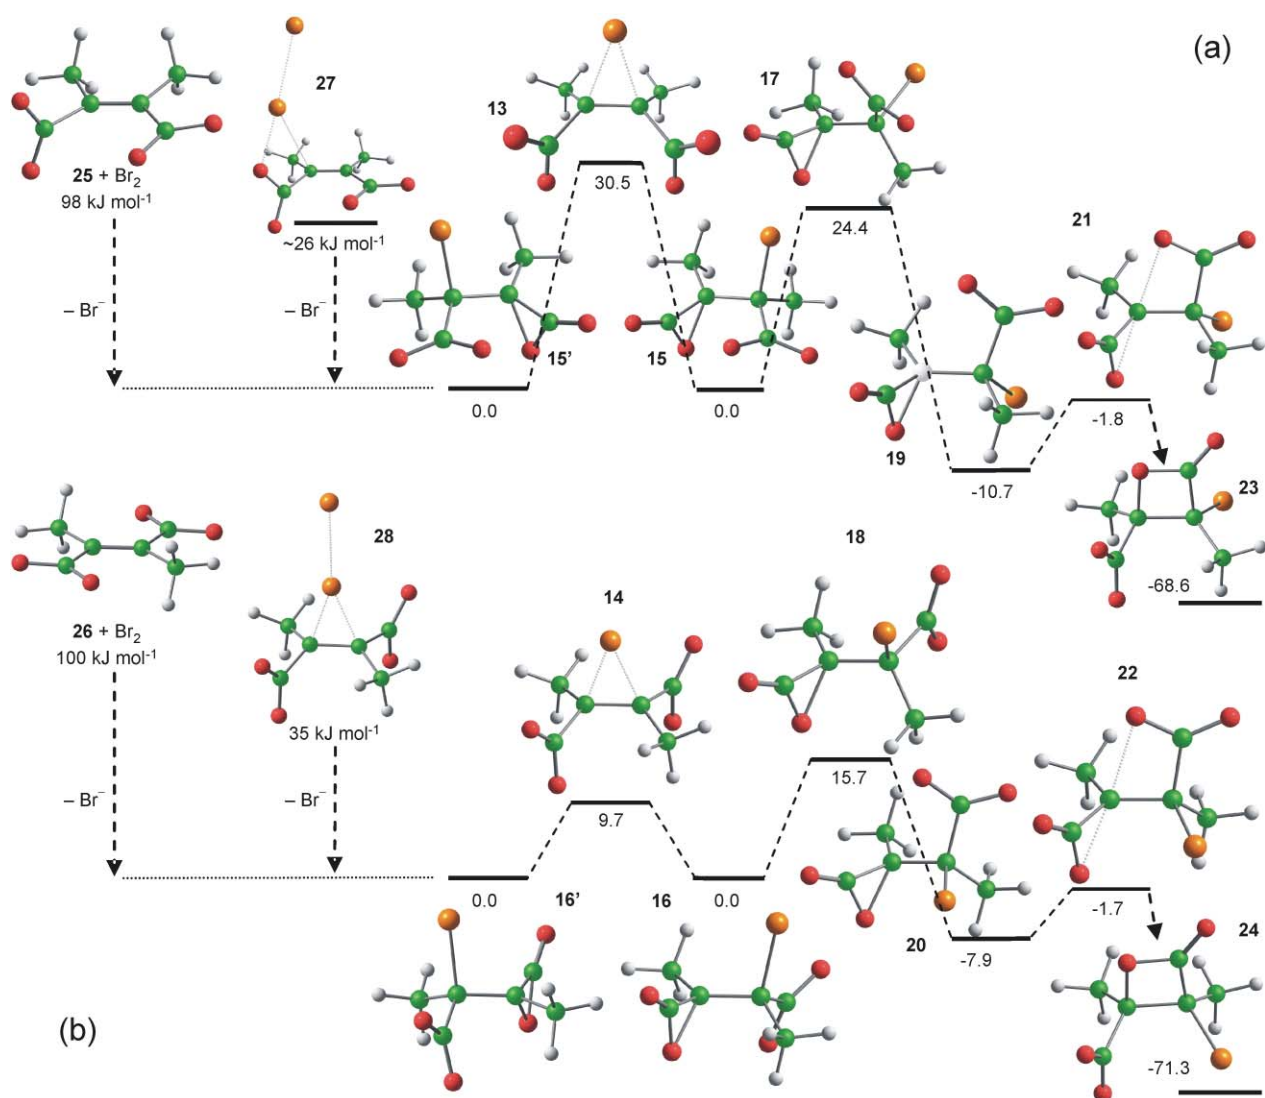 (a)
27
13
17
25 + Br2
98 kJ mol-1
~26 kJ mol-1
30.5
24.4
21
– Br–
– Br–
15’
15
0.0
0.0
19
-10.7
-1.8
23
-68.6
28
18
14
26 + Br2
100 kJ mol-1
35 kJ mol-1
22
15.7
9.7
– Br–
– Br–
0.0
16’
16
0.0
20
-7.9
-1.7
24
-71.3
(b)